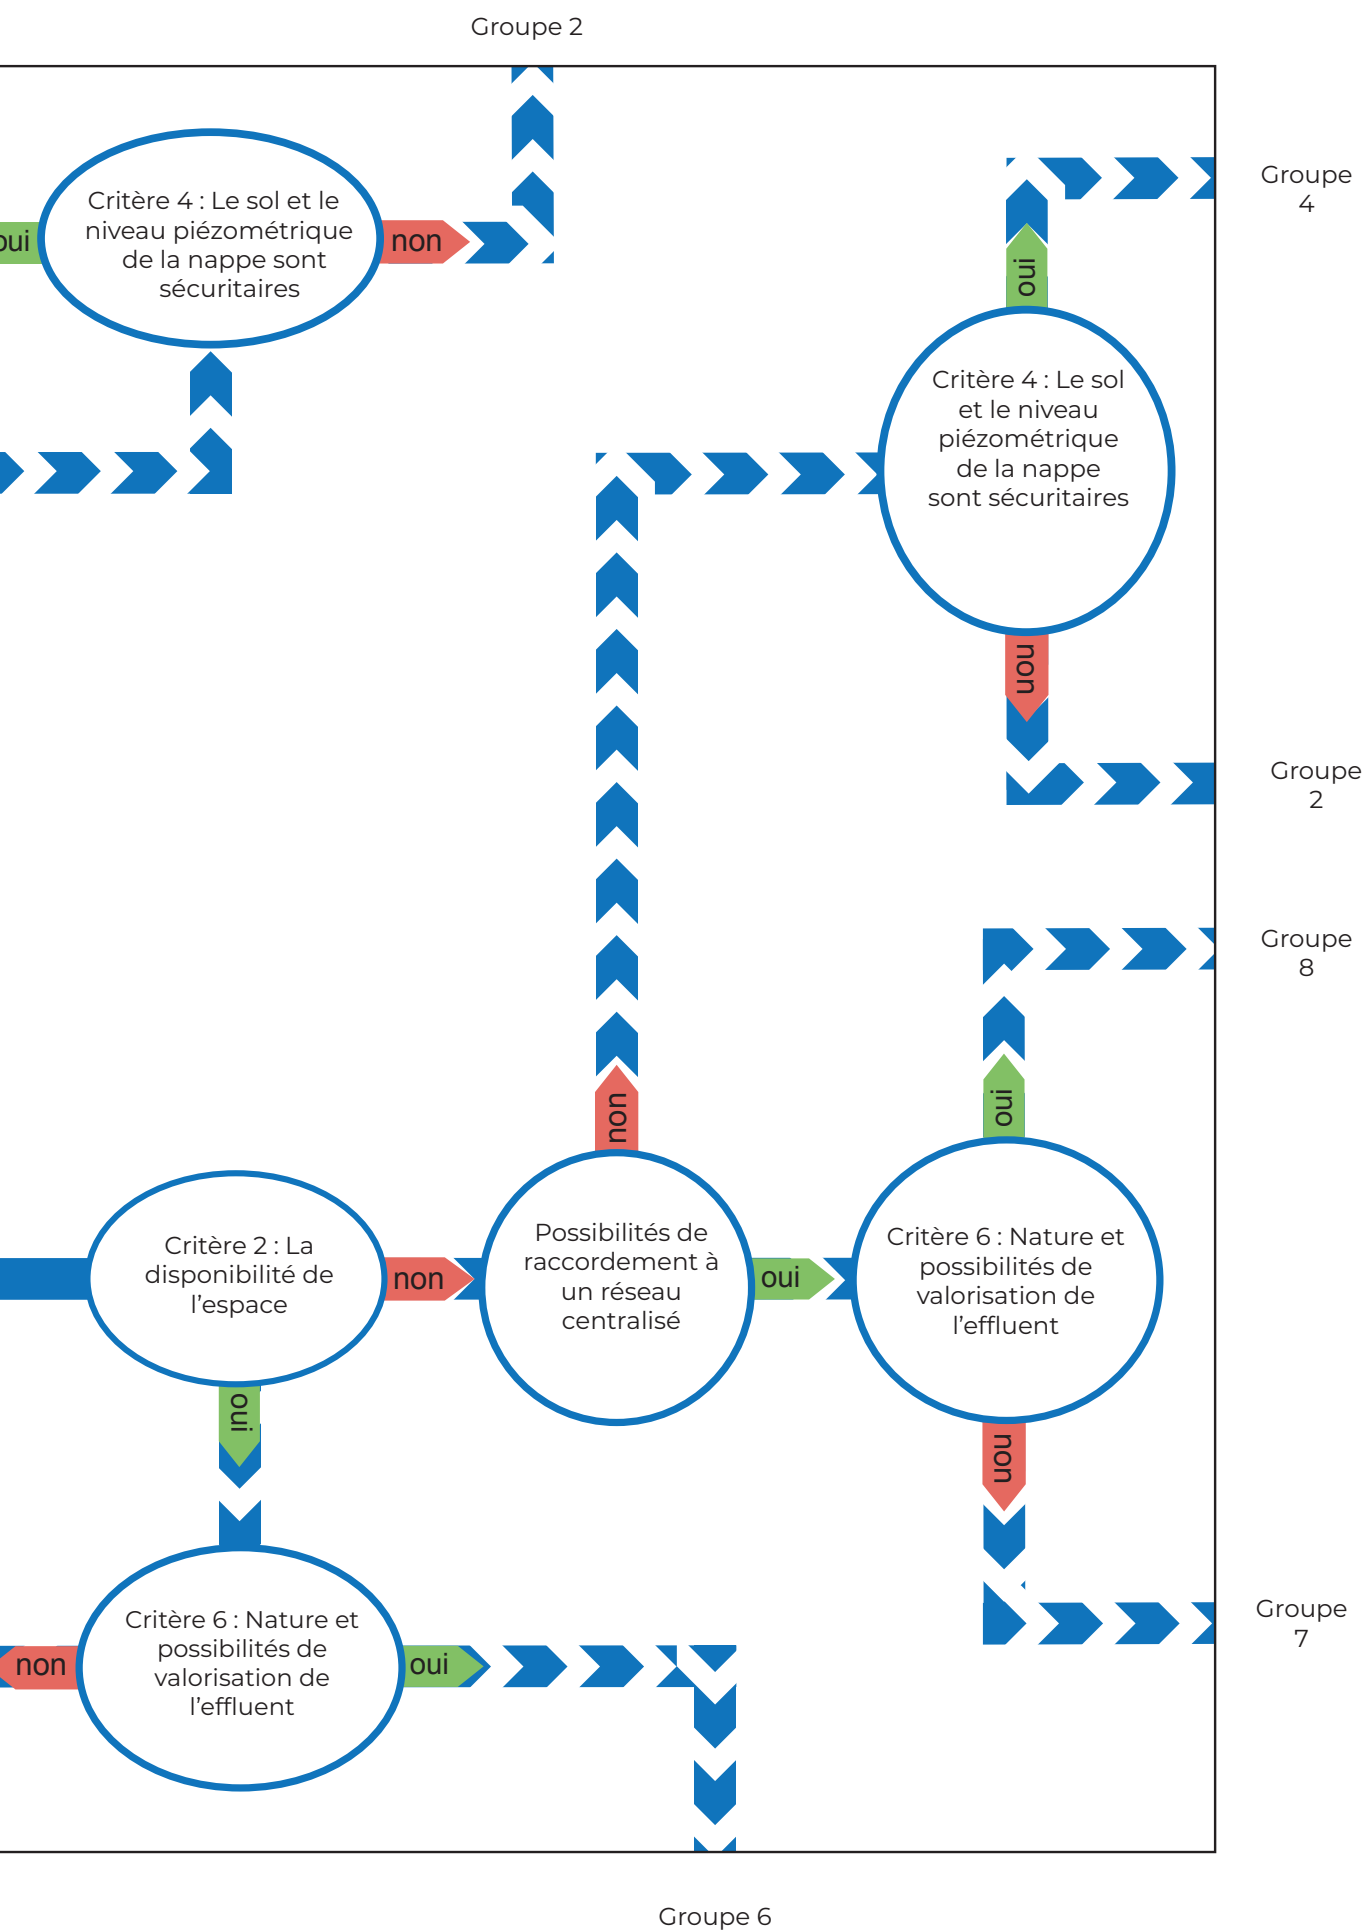 Groupe 2
Critère 4 : Le sol et le
niveau piézométrique
de la nappe sont
sécuritaires
oui
non
Groupe
4
oui
Critère 4 : Le sol
et le niveau
piézométrique
de la nappe
sont sécuritaires
non
Groupe
2
Groupe
8
non
oui
Critère 2 : La
disponibilité de
l’espace
non
Possibilités de
raccordement à
un réseau
centralisé
oui
Critère 6 : Nature et
possibilités de
valorisation de
l’effluent
oui
non
Critère 6 : Nature et
possibilités de
valorisation de
l’effluent
non
oui
Groupe
7
Groupe 6